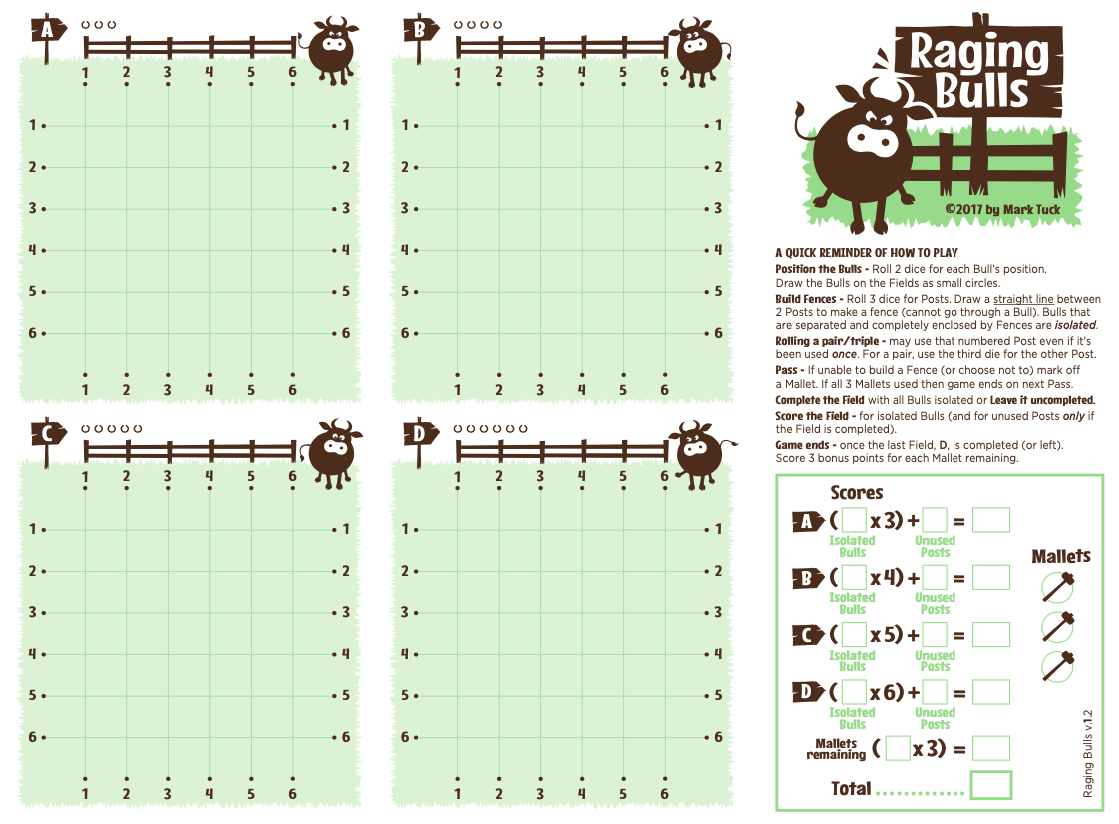 A
1 2 3 4 5 6
1 1
2 2
3 3
4 4
5 5
6 6
1 2 3 4 5 6
B
1 2 3 4 5 6
1 1
2 2
3 3
4 4
5 5
6 6
1 2 3 4 5 6
C
1 2 3 4 5 6
1 1
2 2
3 3
4 4
5 5
6 6
1 2 3 4 5 6
D
1 2 3 4 5 6
1 1
2 2
3 3
4 4
5 5
6 6
1 2 3 4 5 6
Raging
Bulls
©2017 by Mark Tuck
A QUICK REMINDER OF HOW TO PLAY
Position the Bulls - Roll 2 dice for each Bull's position.
Draw the Bulls on the Fields as small circles.
Build Fences - Roll 3 dice for Posts. Draw a straight line between
2 Posts to make a fence (cannot go through a Bull). Bulls that
are separated and completely enclosed by Fences are isolated.
Rolling a pair/triple - may use that numbered Post even if it's
been used once. For a pair, use the third die for the other Post.
Pass - If unable to build a Fence (or choose not to) mark off
a Mallet. If all 3 Mallets used then game ends on next Pass.
Complete the Field with all Bulls isolated or Leave it uncompleted.
Score the Field - for isolated Bulls (and for unused Posts only if
the Field is completed).
Game ends - once the last Field, D, s completed (or left).
Score 3 bonus points for each Mallet remaining.
Scores
A ( x 3) + =
Isolated Unused
Bulls Posts
B ( x 4) + =
Isolated Unused
Bulls Posts
C ( x 5) + =
Isolated Unused
Bulls Posts
D ( x 6) + =
Isolated Unused
Bulls Posts
Mallets
remaining ( x 3) =
Total ..............
Mallets
Raging Bulls v.1.2